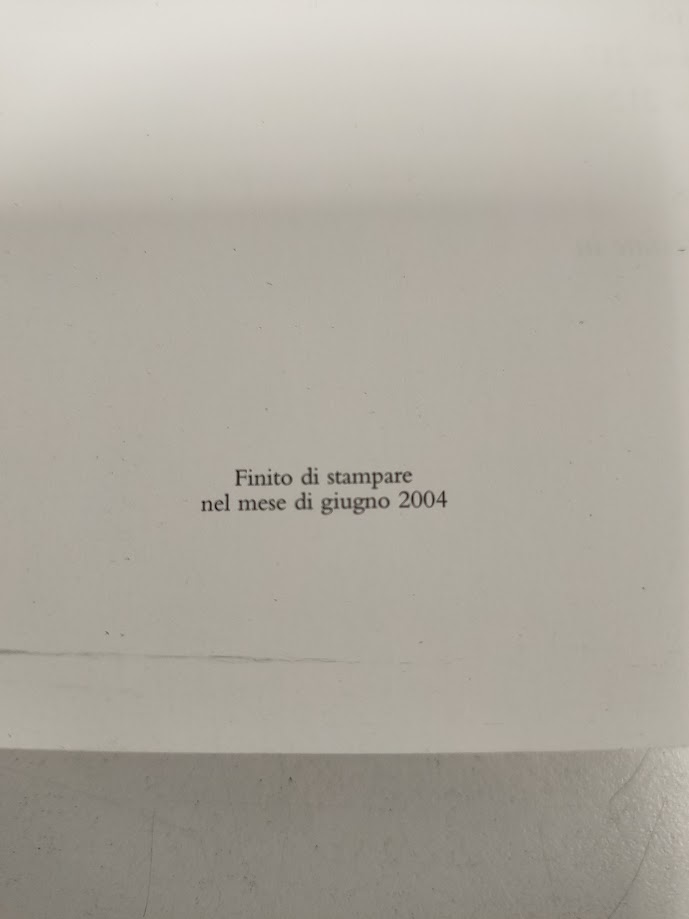 Finito di stampare
nel mese di giugno 2004